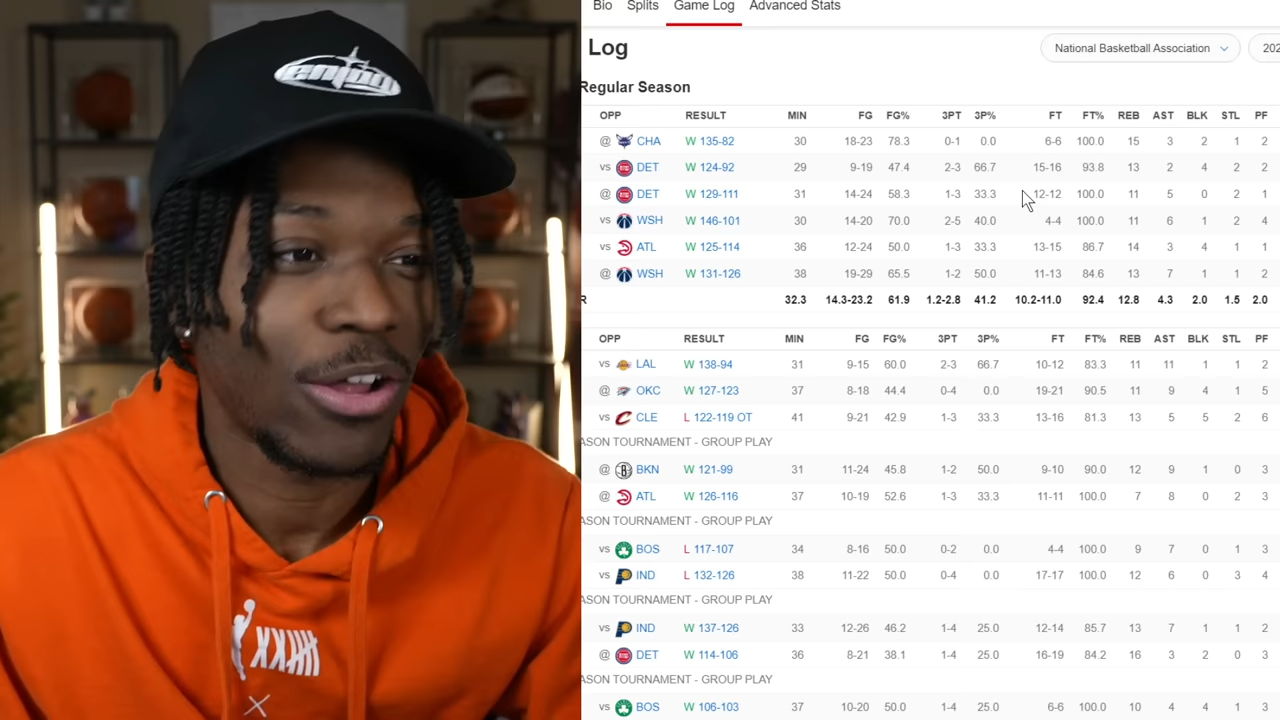 enjoy
XXIII
X
Bio Splits Game Log Advanced Stats
Log
National Basketball Association
202
Regular Season
OPP RESULT MIN FG FG% 3PT 3P% FT FT% REB AST BLK STL PF
@ CHA W 135-82 30 18-23 78.3 0-1 0.0 6-6 100.0 15 3 2 1 2
vs DET W 124-92 29 9-19 47.4 2-3 66.7 15-16 93.8 13 2 4 2 2
@ DET W 129-111 31 14-24 58.3 1-3 33.3 12-12 100.0 11 5 0 2 1
vs WSH W 146-101 30 14-20 70.0 2-5 40.0 4-4 100.0 11 6 1 2 4
vs ATL W 125-114 36 12-24 50.0 1-3 33.3 13-15 86.7 14 3 4 1 1
@ WSH W 131-126 38 19-29 65.5 1-2 50.0 11-13 84.6 13 7 1 1 2
R 32.3 14.3-23.2 61.9 1.2-2.8 41.2 10.2-11.0 92.4 12.8 4.3 2.0 1.5 2.0
OPP RESULT MIN FG FG% 3PT 3P% FT FT% REB AST BLK STL PF
vs LAL W 138-94 31 9-15 60.0 2-3 66.7 10-12 83.3 11 11 1 1 2
@ OKC W 127-123 37 8-18 44.4 0-4 0.0 19-21 90.5 11 9 4 1 5
vs CLE L 122-119 OT 41 9-21 42.9 1-3 33.3 13-16 81.3 13 5 5 2 6
ASON TOURNAMENT - GROUP PLAY
@ BKN W 121-99 31 11-24 45.8 1-2 50.0 9-10 90.0 12 9 1 0 3
@ ATL W 126-116 37 10-19 52.6 1-3 33.3 11-11 100.0 7 8 0 2 3
ASON TOURNAMENT - GROUP PLAY
vs BOS L 117-107 34 8-16 50.0 0-2 0.0 4-4 100.0 9 7 0 1 3
vs IND L 132-126 38 11-22 50.0 0-4 0.0 17-17 100.0 12 6 0 3 4
ASON TOURNAMENT - GROUP PLAY
vs IND W 137-126 33 12-26 46.2 1-4 25.0 12-14 85.7 13 7 1 1 2
@ DET W 114-106 36 8-21 38.1 1-4 25.0 16-19 84.2 16 3 2 0 3
ASON TOURNAMENT - GROUP PLAY
vs BOS W 106-103 37 10-20 50.0 1-4 25.0 6-6 100.0 10 4 4 1 3